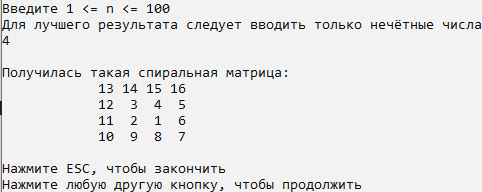 Введите 1 <= n <= 100
Для лучшего результата следует вводить только нечётные числа
4
Получилась такая спиральная матрица:
13 14 15 16
12 3 4 5
11 2 1 6
10 9 8 7
Нажмите ESC, чтобы закончить
Нажмите любую другую кнопку, чтобы продолжить